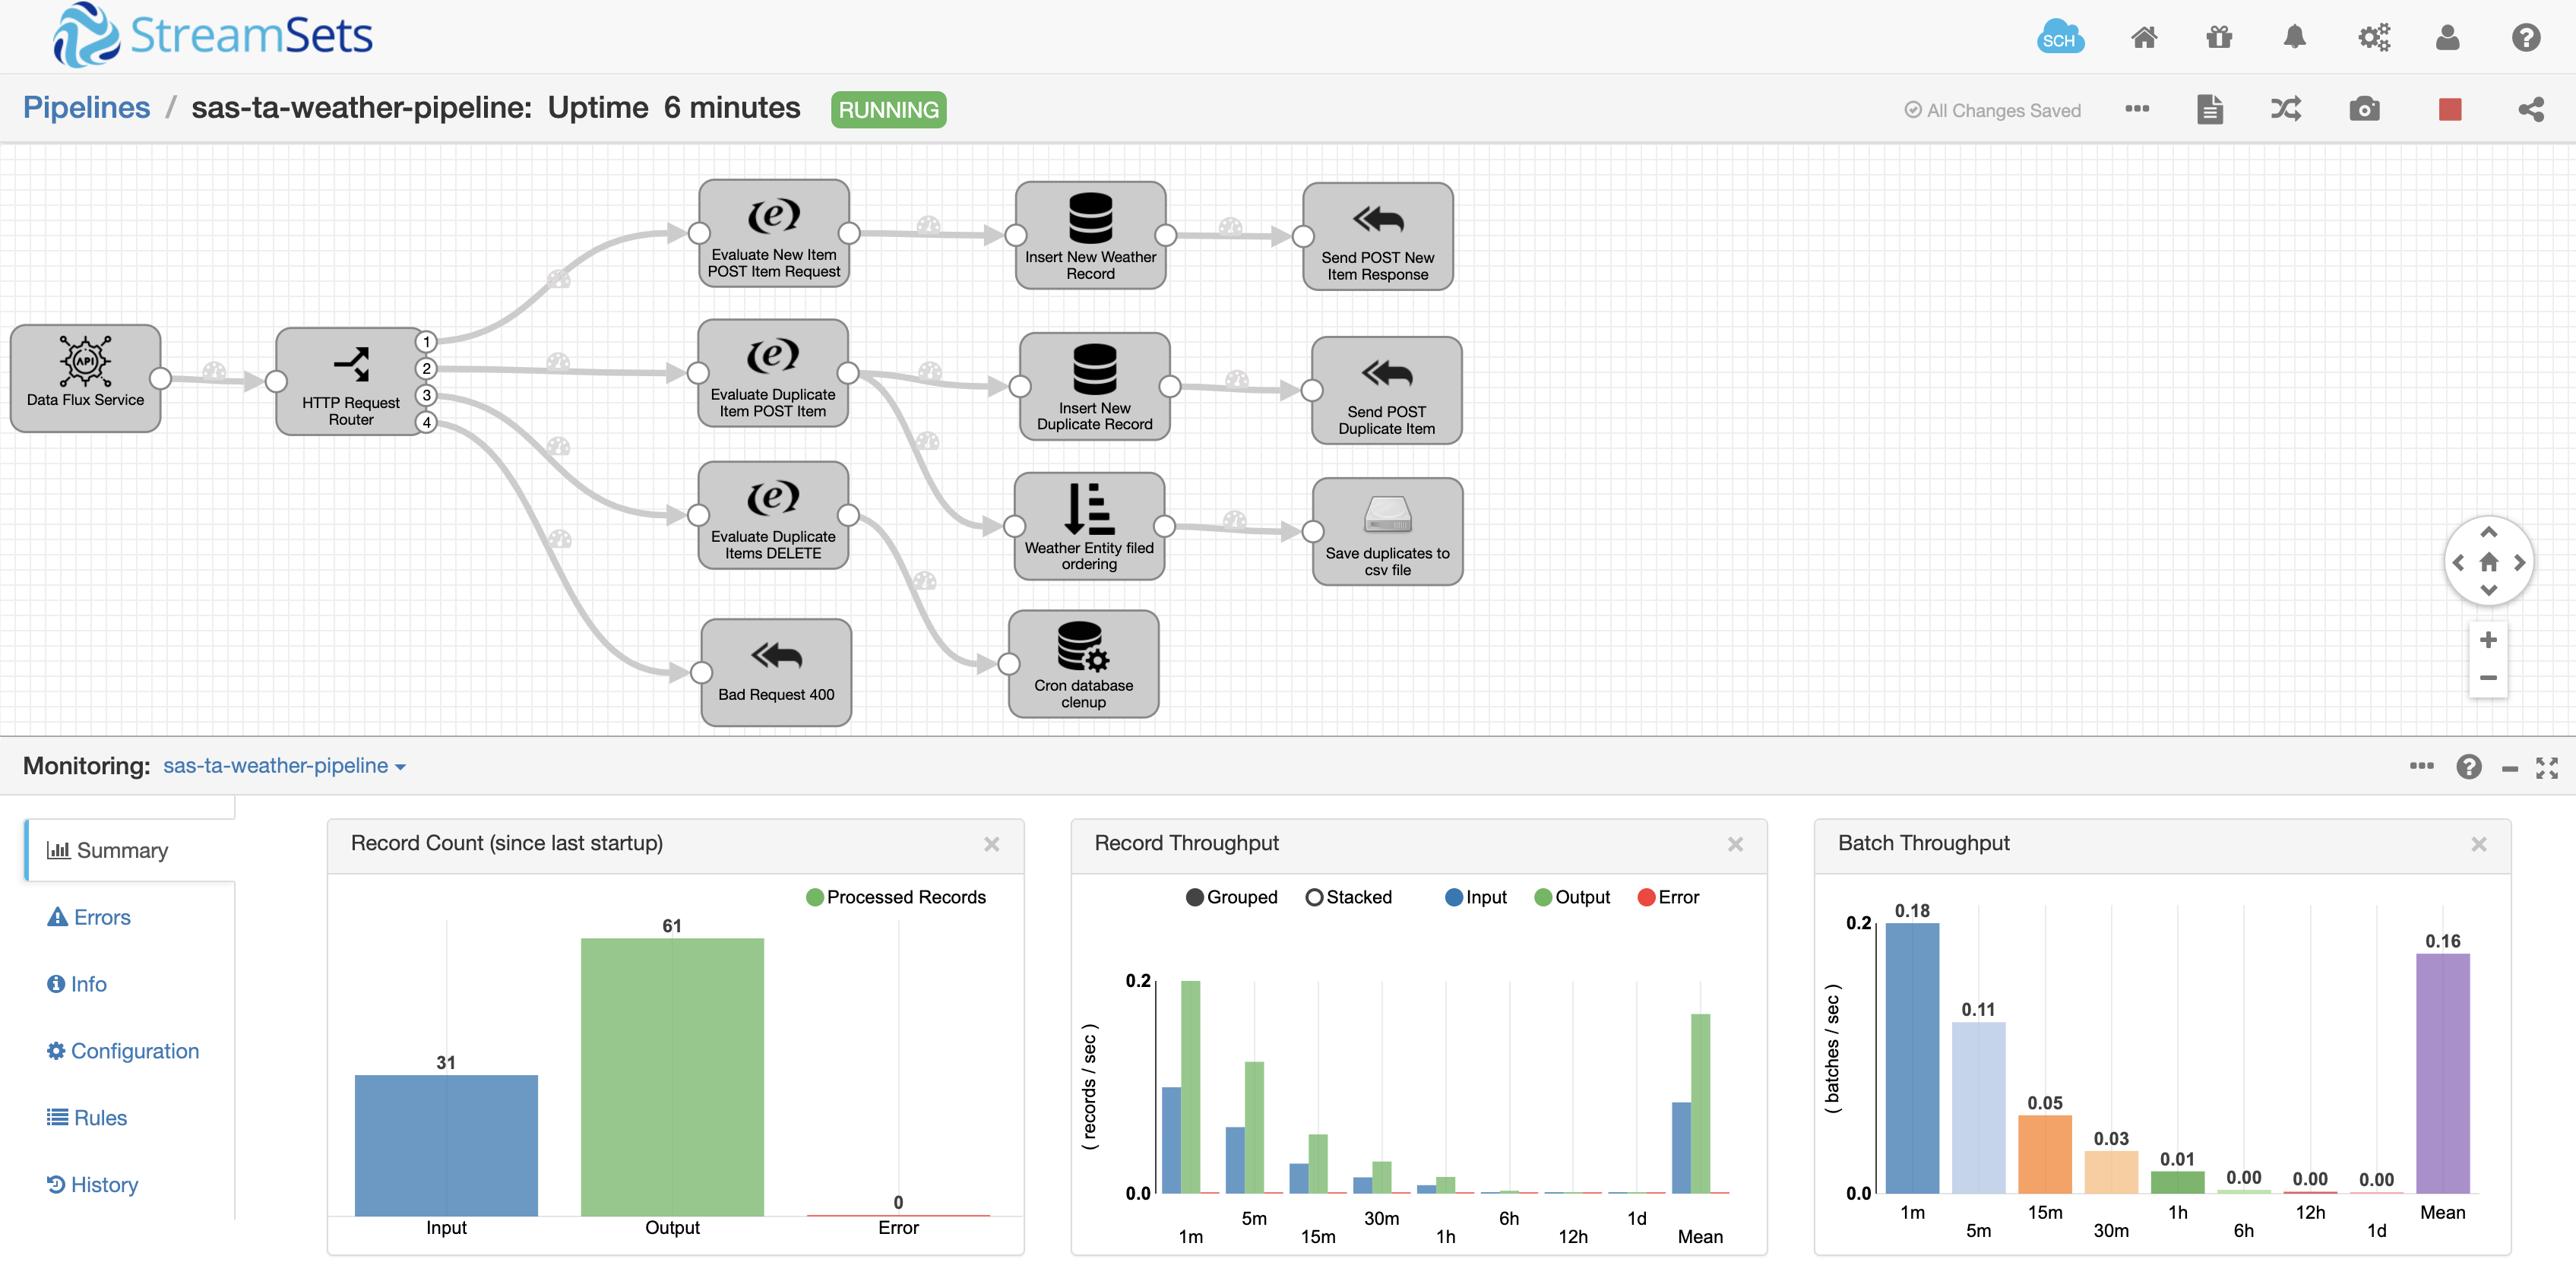 StreamSets
SCH
Pipelines / sas-ta-weather-pipeline: Uptime 6 minutes RUNNING
All Changes Saved
Evaluate New Item
POST Item Request
Insert New Weather
Record
Send POST New
Item Response
API
Data Flux Service
HTTP Request
Router
1
2
3
4
Evaluate Duplicate
Item POST Item
Insert New
Duplicate Record
Send POST
Duplicate Item
Evaluate Duplicate
Items DELETE
Weather Entity filed
ordering
Save duplicates to
csv file
Bad Request 400
Cron database
clenup
Monitoring: sas-ta-weather-pipeline
Summary
Errors
Info
Configuration
Rules
History
Record Count (since last startup)
Processed Records
31
61
0
Input
Output
Error
Record Throughput
Grouped
Stacked
Input
Output
Error
( records / sec )
0.2
0.0
1m
5m
15m
30m
1h
6h
12h
1d
Mean
Batch Throughput
( batches / sec )
0.2
0.0
0.18
0.11
0.05
0.03
0.01
0.00
0.00
0.00
0.16
1m
5m
15m
30m
1h
6h
12h
1d
Mean